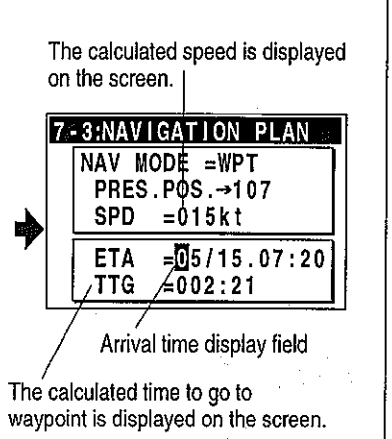 The calculated speed is displayed
on the screen.
7-3:NAVIGATION PLAN
NAV MODE =WPT
PRES.POS.→107
SPD =015kt
ETA =05/15.07:20
TTG =002:21
Arrival time display field
The calculated time to go to
waypoint is displayed on the screen.